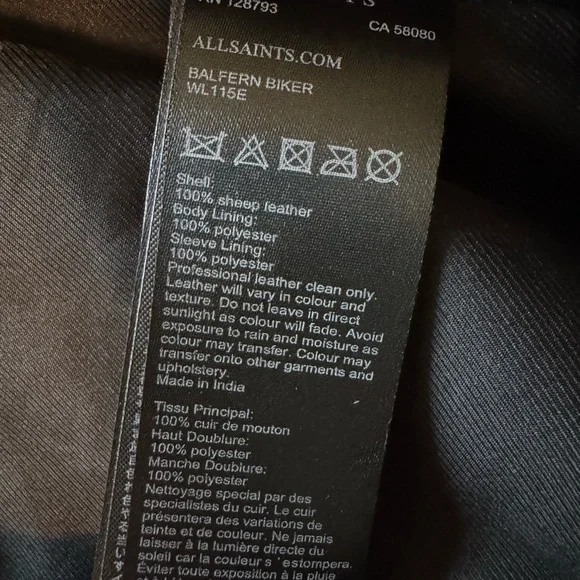 128793
CA 58080
ALLSAINTS.COM
BALFERN BIKER
WL115E
Shell:
100% sheep leather
Body Lining:
100% polyester
Sleeve Lining:
100% polyester
Professional leather clean only.
Leather will vary in colour and
texture. Do not leave in direct
sunlight as colour will fade. Avoid
exposure to rain and moisture as
colour may transfer. Colour may
transfer onto other garments and
upholstery.
Made in India
Tissu Principal:
100% cuir de mouton
Haut Doublure:
100% polyester
Manche Doublure:
100% polyester
Nettoyage special par des
specialistes du cuir. Le cuir
présentera des variations de
teinte et de couleur. Ne jamais
laisser à la lumière directe du
soleil car la couleur s'estompera.
Éviter toute exposition à la pluie